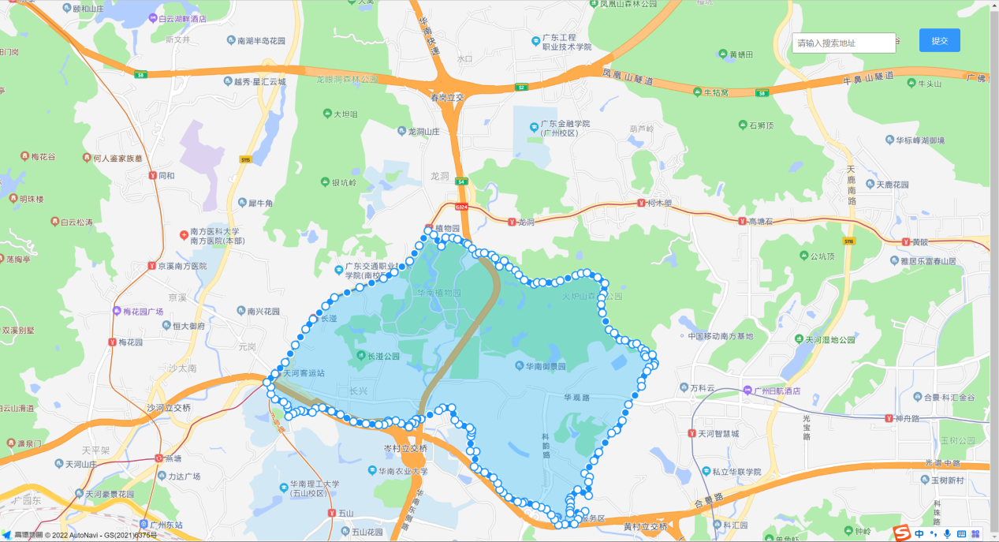 颐和山庄
白云湖畔酒店
斯文井
南湖半岛花园
华南快速
水口
广东工程
职业技术学院
凤凰山森林公园
黄蟮田
请输入搜索地址
提交
S8
越秀·星汇云城
龙眼洞森林公园
S2
凤凰山隧道
牛牯窝
S8
牛鼻山隧道
牛头山
广佛
春岗立交
大坦咀
龙洞山庄
广东金融学院
(广州校区)
葫芦岭
石狮顶
华标峰湖御境
梅花谷
何人鉴家族墓
S115
同和
银坑岭
龙洞
S4
天鹿南路
天鹿花园
明珠楼
犀牛角
G324
柯木塱
白云松涛
龙洞
高塘石
植物园
南方医科大学
南方医院(本部)
S116
黄陂
荡胸亭
京溪南方医院
广东交通职业技
学院(南校区
公坑顶
雅居乐富春山居
京溪
华南植物园
火炉山森林公园
梅花园广场
南兴花园
长湴
双溪别墅
恒大御府
中国移动南方基地
天河湿地公园
梅花园
元岗
长湴公园
沙太南
天河客运站
华南御景园
长兴
万科云
广州日航酒店
合景·科汇金谷
华观路
白云山滑道
沙河立交桥
光宝路
神舟路
濂泉门
科韵路
天河智慧城
玉树公园
天平架
岑村立交桥
燕塘
天河山庄
光谱中路
力达广场
华南农业大学
私立华联学院
玉树新村
华南理工大学
(五山校区)
天河豪景花园
广园东
合景路
华南东圃路
科珠路
五山
服务区
广州东站
黄村立交桥
科汇园
五山花园
钟岭
高德地图 © 2022 AutoNavi - GS(2021)6375号
中